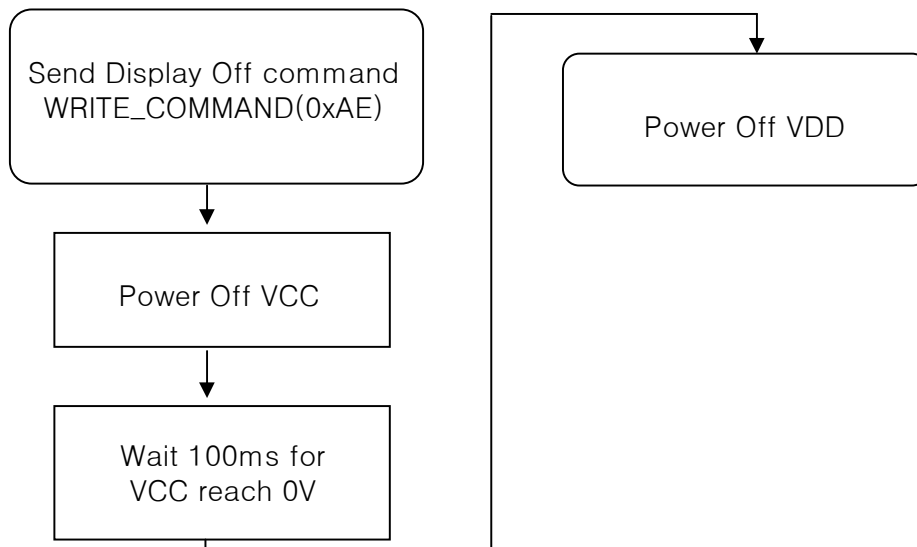 Send Display Off command
WRITE_COMMAND(0xAE)
Power Off VCC
Wait 100ms for
VCC reach 0V
Power Off VDD